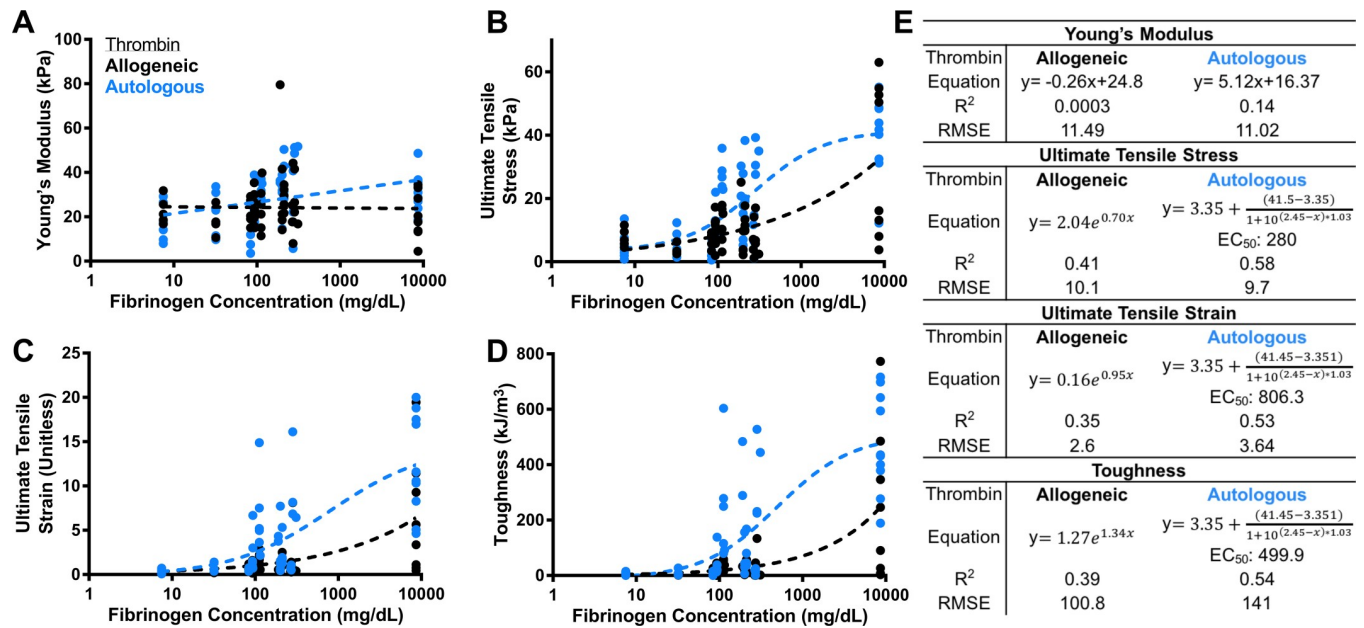 A
Thrombin
Allogeneic
Autologous
Young's Modulus (kPa)
100
80
60
40
20
0
1 10 100 1000 10000
Fibrinogen Concentration (mg/dL)
B
Ultimate Tensile
Stress (kPa)
60
40
20
0
1 10 100 1000 10000
Fibrinogen Concentration (mg/dL)
C
Ultimate Tensile
Strain (Unitless)
25
20
15
10
5
0
1 10 100 1000 10000
Fibrinogen Concentration (mg/dL)
D
Toughness (kJ/m³)
800
600
400
200
0
1 10 100 1000 10000
Fibrinogen Concentration (mg/dL)
E
Young's Modulus
Thrombin Allogeneic Autologous
Equation y= -0.26x+24.8 y= 5.12x+16.37
R² 0.0003 0.14
RMSE 11.49 11.02
Ultimate Tensile Stress
Thrombin Allogeneic Autologous
Equation y= 2.04e^0.70x y= 3.35 + (41.5−3.35)/1+10^(2.45−x)*1.03
EC₅₀: 280
R² 0.41 0.58
RMSE 10.1 9.7
Ultimate Tensile Strain
Thrombin Allogeneic Autologous
Equation y= 0.16e^0.95x y= 3.35 + (41.45−3.351)/1+10^(2.45−x)*1.03
EC₅₀: 806.3
R² 0.35 0.53
RMSE 2.6 3.64
Toughness
Thrombin Allogeneic Autologous
Equation y= 1.27e^1.34x y= 3.35 + (41.45−3.351)/1+10^(2.45−x)*1.03
EC₅₀: 499.9
R² 0.39 0.54
RMSE 100.8 141